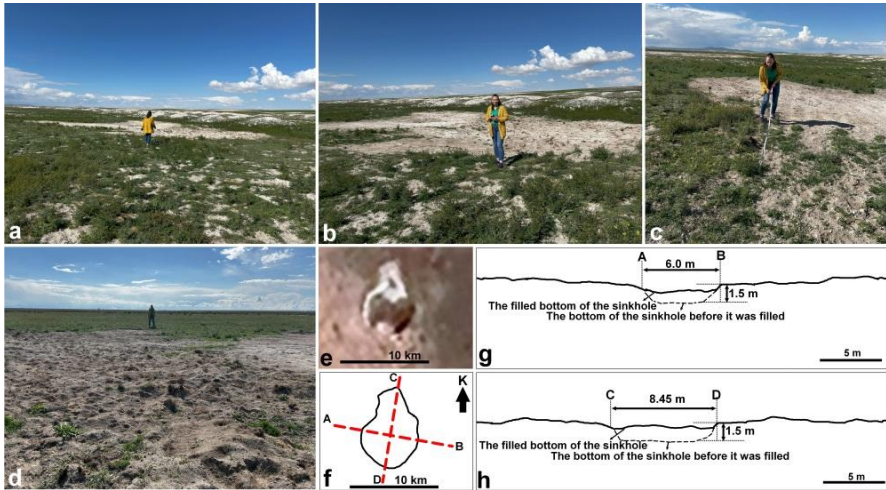 a
b
c
d
e
10 km
C
K
A
B
D
10 km
f
A
B
6.0 m
1.5 m
The filled bottom of the sinkhole
The bottom of the sinkhole before it was filled
g
5 m
C
D
8.45 m
1.5 m
The filled bottom of the sinkhole
The bottom of the sinkhole before it was filled
h
5 m